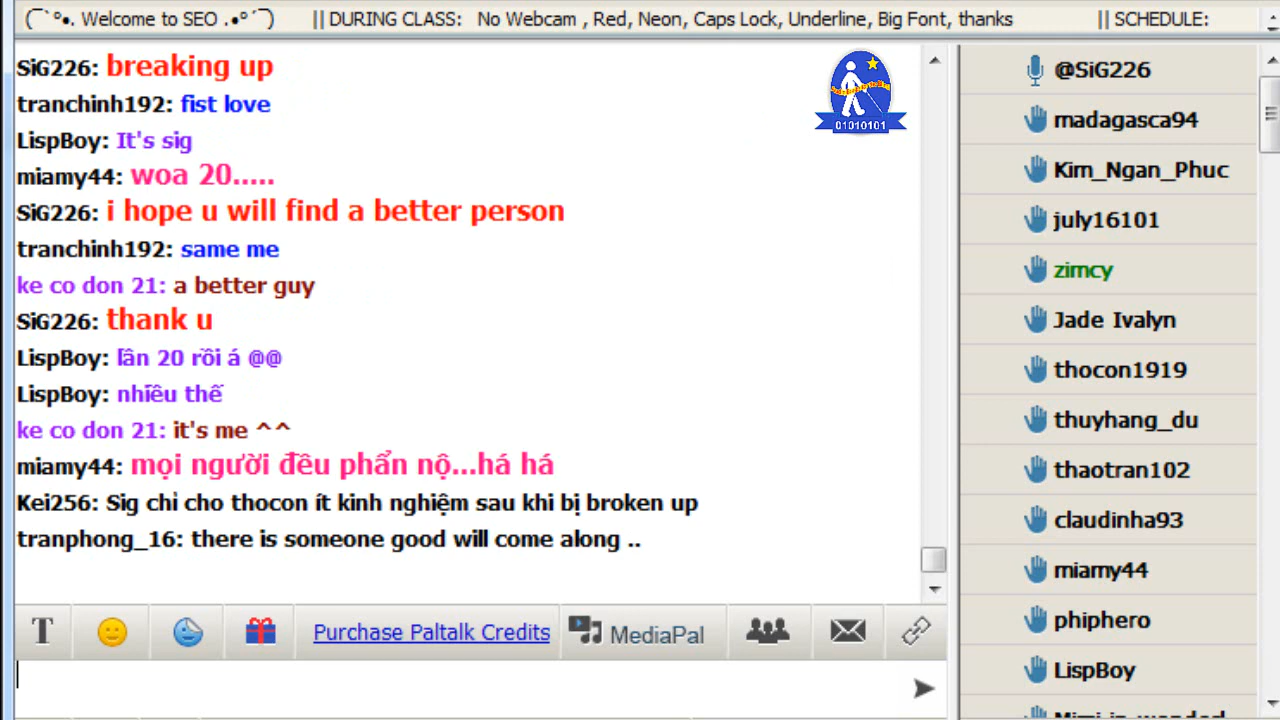 (¯`°•. Welcome to SEO .•°´¯) || DURING CLASS: No Webcam , Red, Neon, Caps Lock, Underline, Big Font, thanks || SCHEDULE:
SiG226: breaking up
tranchinh192: fist love
LispBoy: It's sig
miamy44: woa 20.....
SiG226: i hope u will find a better person
tranchinh192: same me
ke co don 21: a better guy
SiG226: thank u
LispBoy: lần 20 rồi á @@
LispBoy: nhiều thế
ke co don 21: it's me ^^
miamy44: mọi người đều phẩn nộ...há há
Kei256: Sig chỉ cho thocon ít kinh nghiệm sau khi bị broken up
tranphong_16: there is someone good will come along ..
01010101
T
Purchase Paltalk Credits
MediaPal
@SiG226
madagasca94
Kim_Ngan_Phuc
july16101
zimcy
Jade Ivalyn
thocon1919
thuyhang_du
thaotran102
claudinha93
miamy44
phiphero
LispBoy